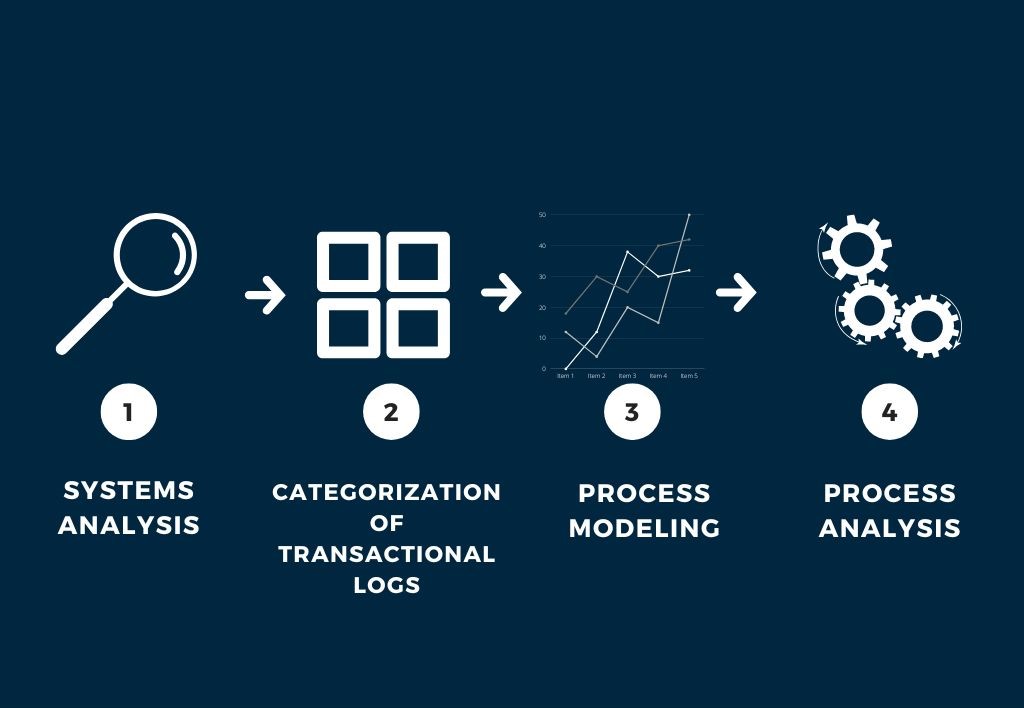 50
40
30
20
10
0
Item 1 Item 2 Item 3 Item 4 Item 5
1
2
3
4
SYSTEMS
ANALYSIS
CATEGORIZATION
OF
TRANSACTIONAL
LOGS
PROCESS
MODELING
PROCESS
ANALYSIS